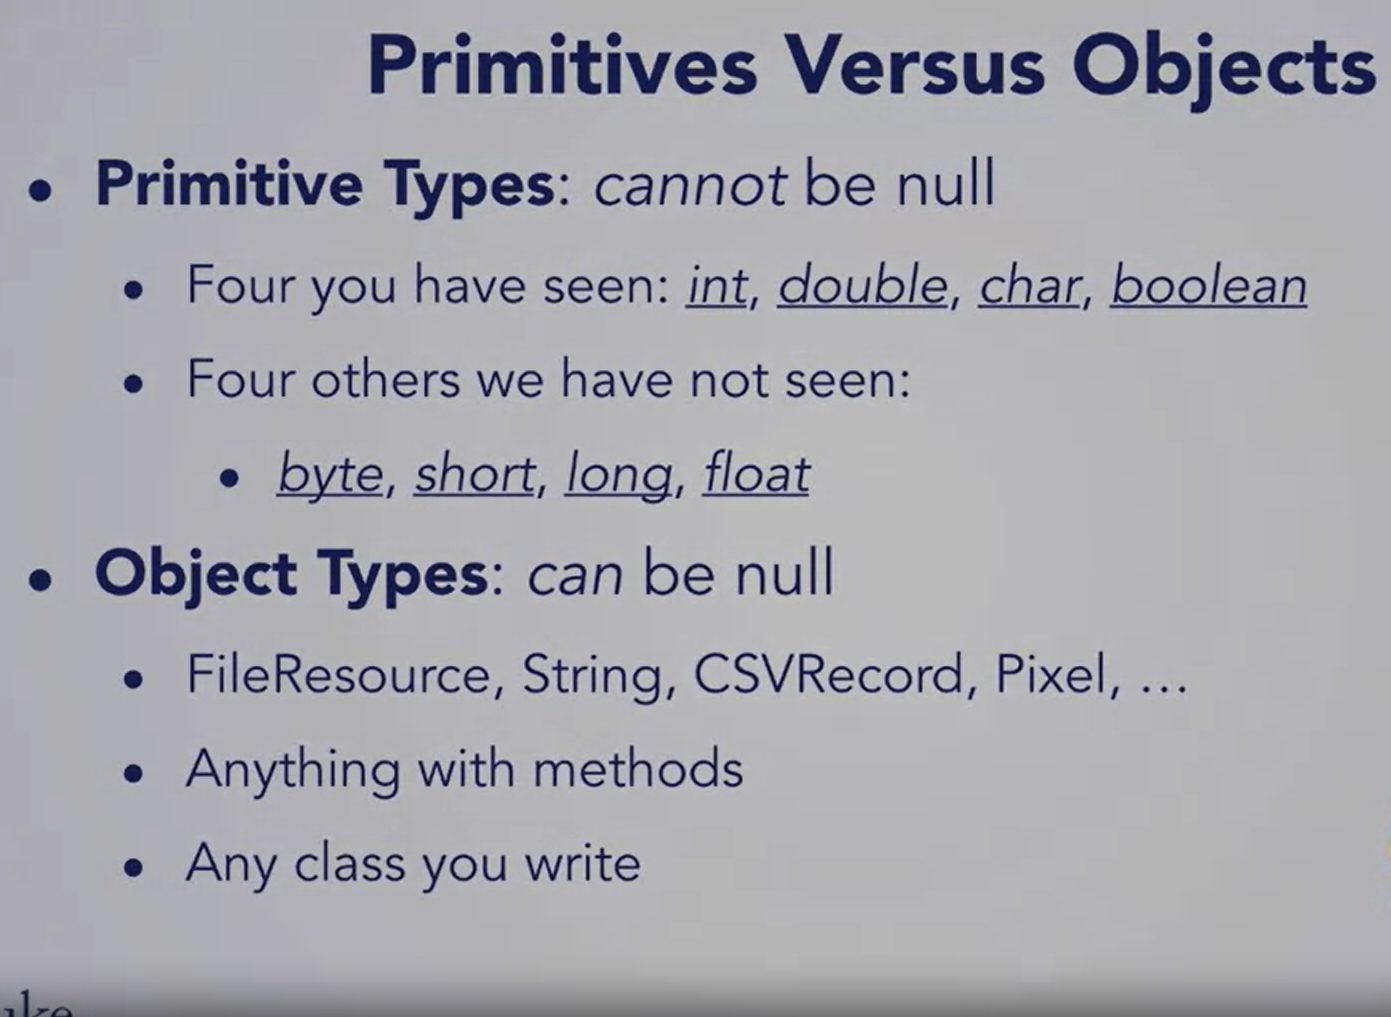 Primitives Versus Objects
• Primitive Types: cannot be null
• Four you have seen: int, double, char, boolean
• Four others we have not seen:
• byte, short, long, float
• Object Types: can be null
• FileResource, String, CSVRecord, Pixel, …
• Anything with methods
• Any class you write